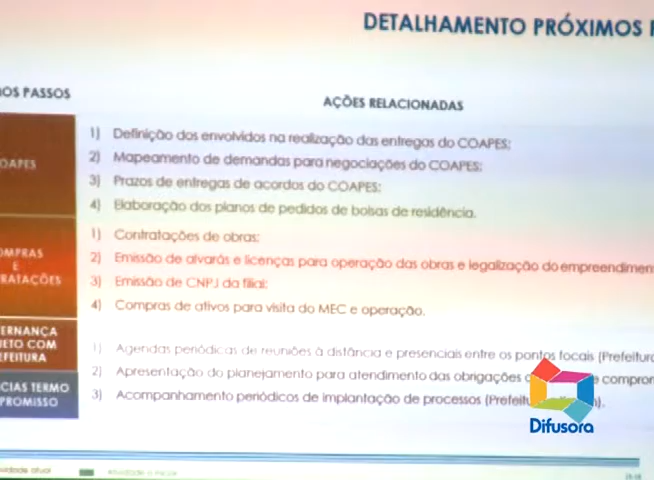 DETALHAMENTO PRÓXIMOS
OS PASSOS
AÇÕES RELACIONADAS
OAPES
1) Definição dos envolvidos na realização das entregas do COAPES;
2) Mapeamento de demandas para negociações do COAPES;
3) Prazos de entregas de acordos do COAPES;
4) Elaboração dos planos de pedidos de bolsas de residência.
OMPRAS
E
RATAÇÕES
1) Contratações de obras;
2) Emissão de alvarás e licenças para operação das obras e legalização do empreendimen
3) Emissão de CNPJ da filial;
4) Compras de ativos para visita do MEC e operação.
ERNANÇA
JETO COM
EFEITURA
1) Agendas periódicas de reuniões à distância e presenciais entre os pontos focais (Prefeitura
CIAS TERMO
PROMISSO
2) Apresentação do planejamento para atendimento das obrigações compron
3) Acompanhamento periódicos de implantação de processos (Prefeitu
Difusora